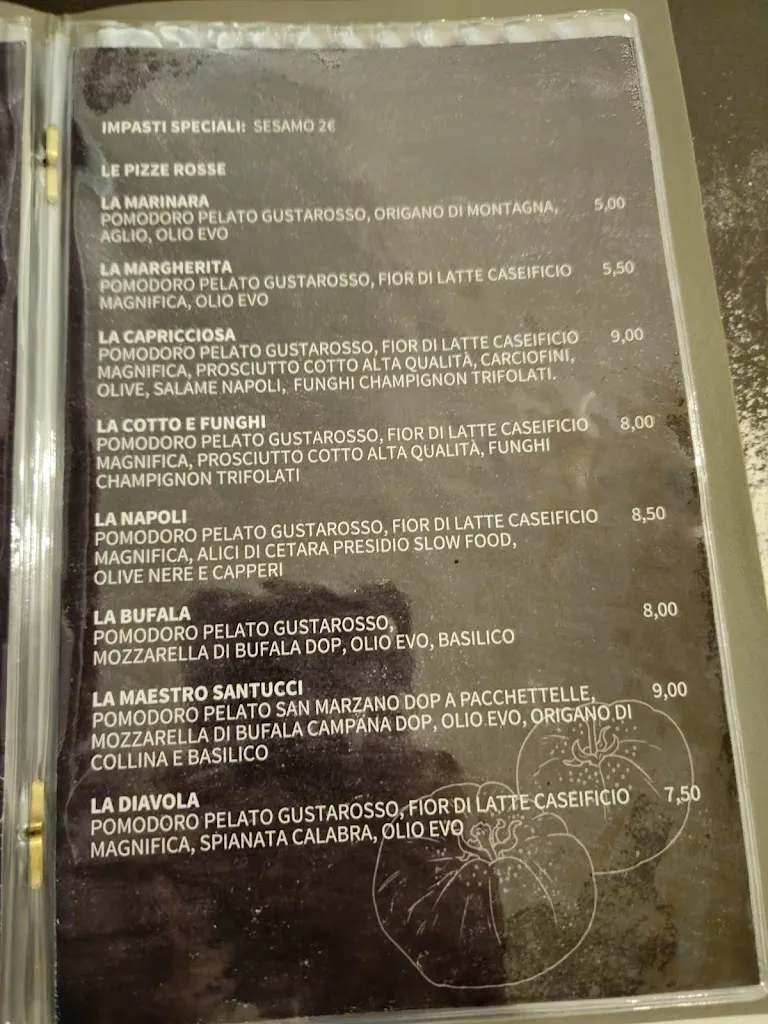 IMPASTI SPECIALI: SESAMO 2€
LE PIZZE ROSSE
LA MARINARA
POMODORO PELATO GUSTAROSSO, ORIGANO DI MONTAGNA, 5,00
AGLIO, OLIO EVO
LA MARGHERITA
POMODORO PELATO GUSTAROSSO, FIOR DI LATTE CASEIFICIO 5,50
MAGNIFICA, OLIO EVO
LA CAPRICCIOSA
POMODORO PELATO GUSTAROSSO, FIOR DI LATTE CASEIFICIO 9,00
MAGNIFICA, PROSCIUTTO COTTO ALTA QUALITÀ, CARCIOFINI,
OLIVE, SALAME NAPOLI, FUNGHI CHAMPIGNON TRIFOLATI.
LA COTTO E FUNGHI
POMODORO PELATO GUSTAROSSO, FIOR DI LATTE CASEIFICIO 8,00
MAGNIFICA, PROSCIUTTO COTTO ALTA QUALITÀ, FUNGHI
CHAMPIGNON TRIFOLATI
LA NAPOLI
POMODORO PELATO GUSTAROSSO, FIOR DI LATTE CASEIFICIO 8,50
MAGNIFICA, ALICI DI CETARA PRESIDIO SLOW FOOD,
OLIVE NERE E CAPPERI
LA BUFALA 8,00
POMODORO PELATO GUSTAROSSO,
MOZZARELLA DI BUFALA DOP, OLIO EVO, BASILICO
LA MAESTRO SANTUCCI 9,00
POMODORO PELATO SAN MARZANO DOP A PACCHETTELLE,
MOZZARELLA DI BUFALA CAMPANA DOP, OLIO EVO, ORIGANO DI
COLLINA E BASILICO
LA DIAVOLA
POMODORO PELATO GUSTAROSSO, FIOR DI LATTE CASEIFICIO 7,50
MAGNIFICA, SPIANATA CALABRA, OLIO EVO